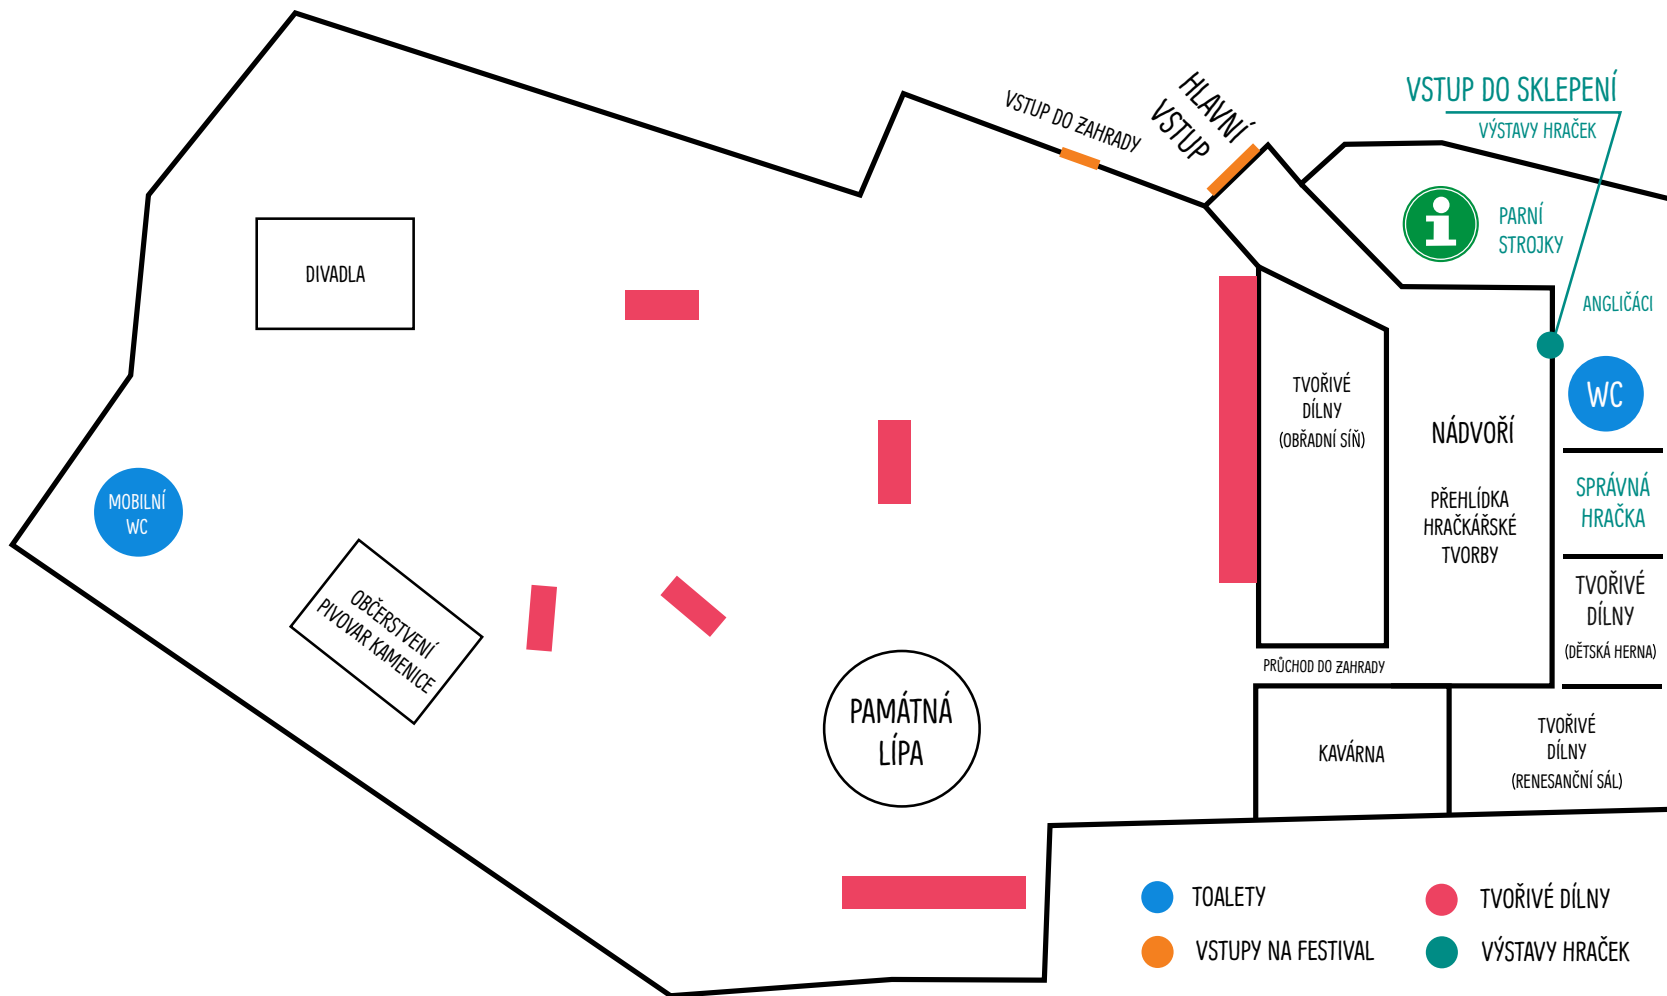 VSTUP DO ZAHRADY
HLAVNÍ
VSTUP
VSTUP DO SKLEPENÍ
VÝSTAVY HRAČEK
i
PARNÍ
STROJKY
ANGLIČÁCI
WC
DIVADLA
TVOŘIVÉ
DÍLNY
(OBŘADNÍ SÍŇ)
NÁDVOŘÍ
PŘEHLÍDKA
HRAČKÁŘSKÉ
TVORBY
SPRÁVNÁ
HRAČKA
TVOŘIVÉ
DÍLNY
(DĚTSKÁ HERNA)
MOBILNÍ
WC
OBČERSTVENÍ
PIVOVAR KAMENICE
PRŮCHOD DO ZAHRADY
PAMÁTNÁ
LÍPA
KAVÁRNA
TVOŘIVÉ
DÍLNY
(RENESANČNÍ SÁL)
TOALETY
VSTUPY NA FESTIVAL
TVOŘIVÉ DÍLNY
VÝSTAVY HRAČEK